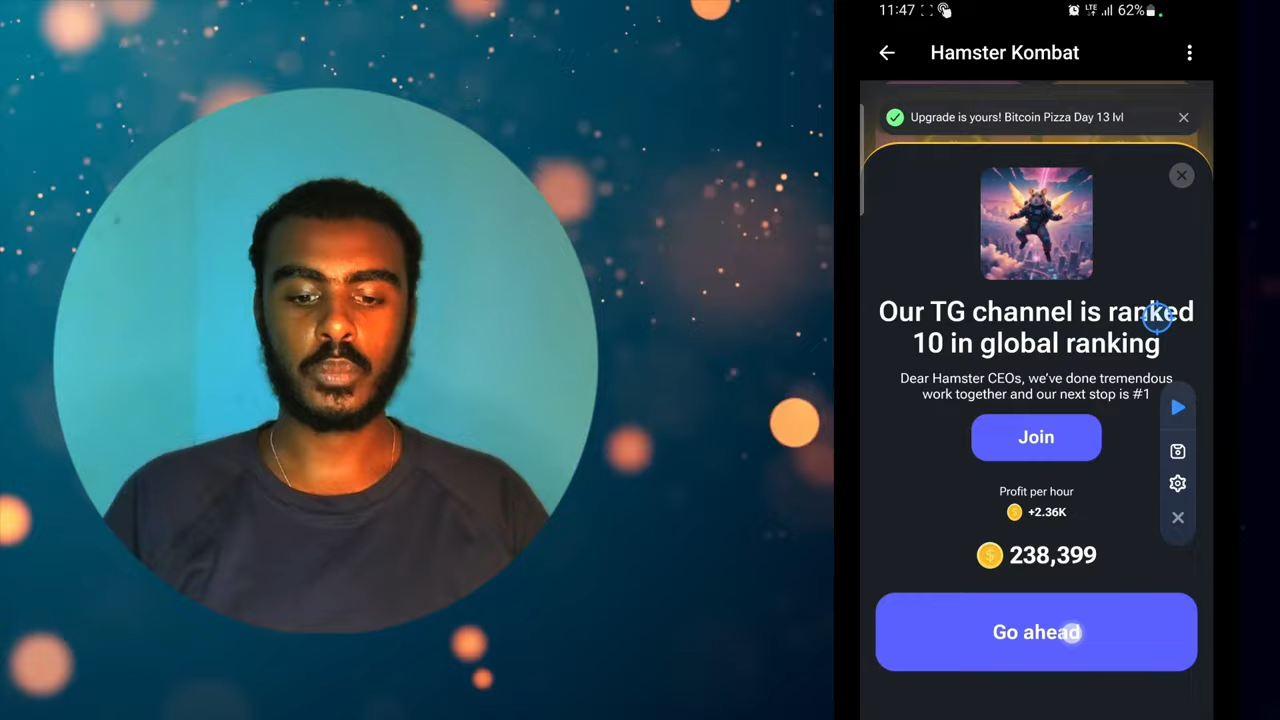 11:47
LTE
62%
Hamster Kombat
Upgrade is yours! Bitcoin Pizza Day 13 lvl
Our TG channel is ranked
10 in global ranking
Dear Hamster CEOs, we've done tremendous
work together and our next stop is #1
Join
Profit per hour
+2.36K
238,399
Go ahead